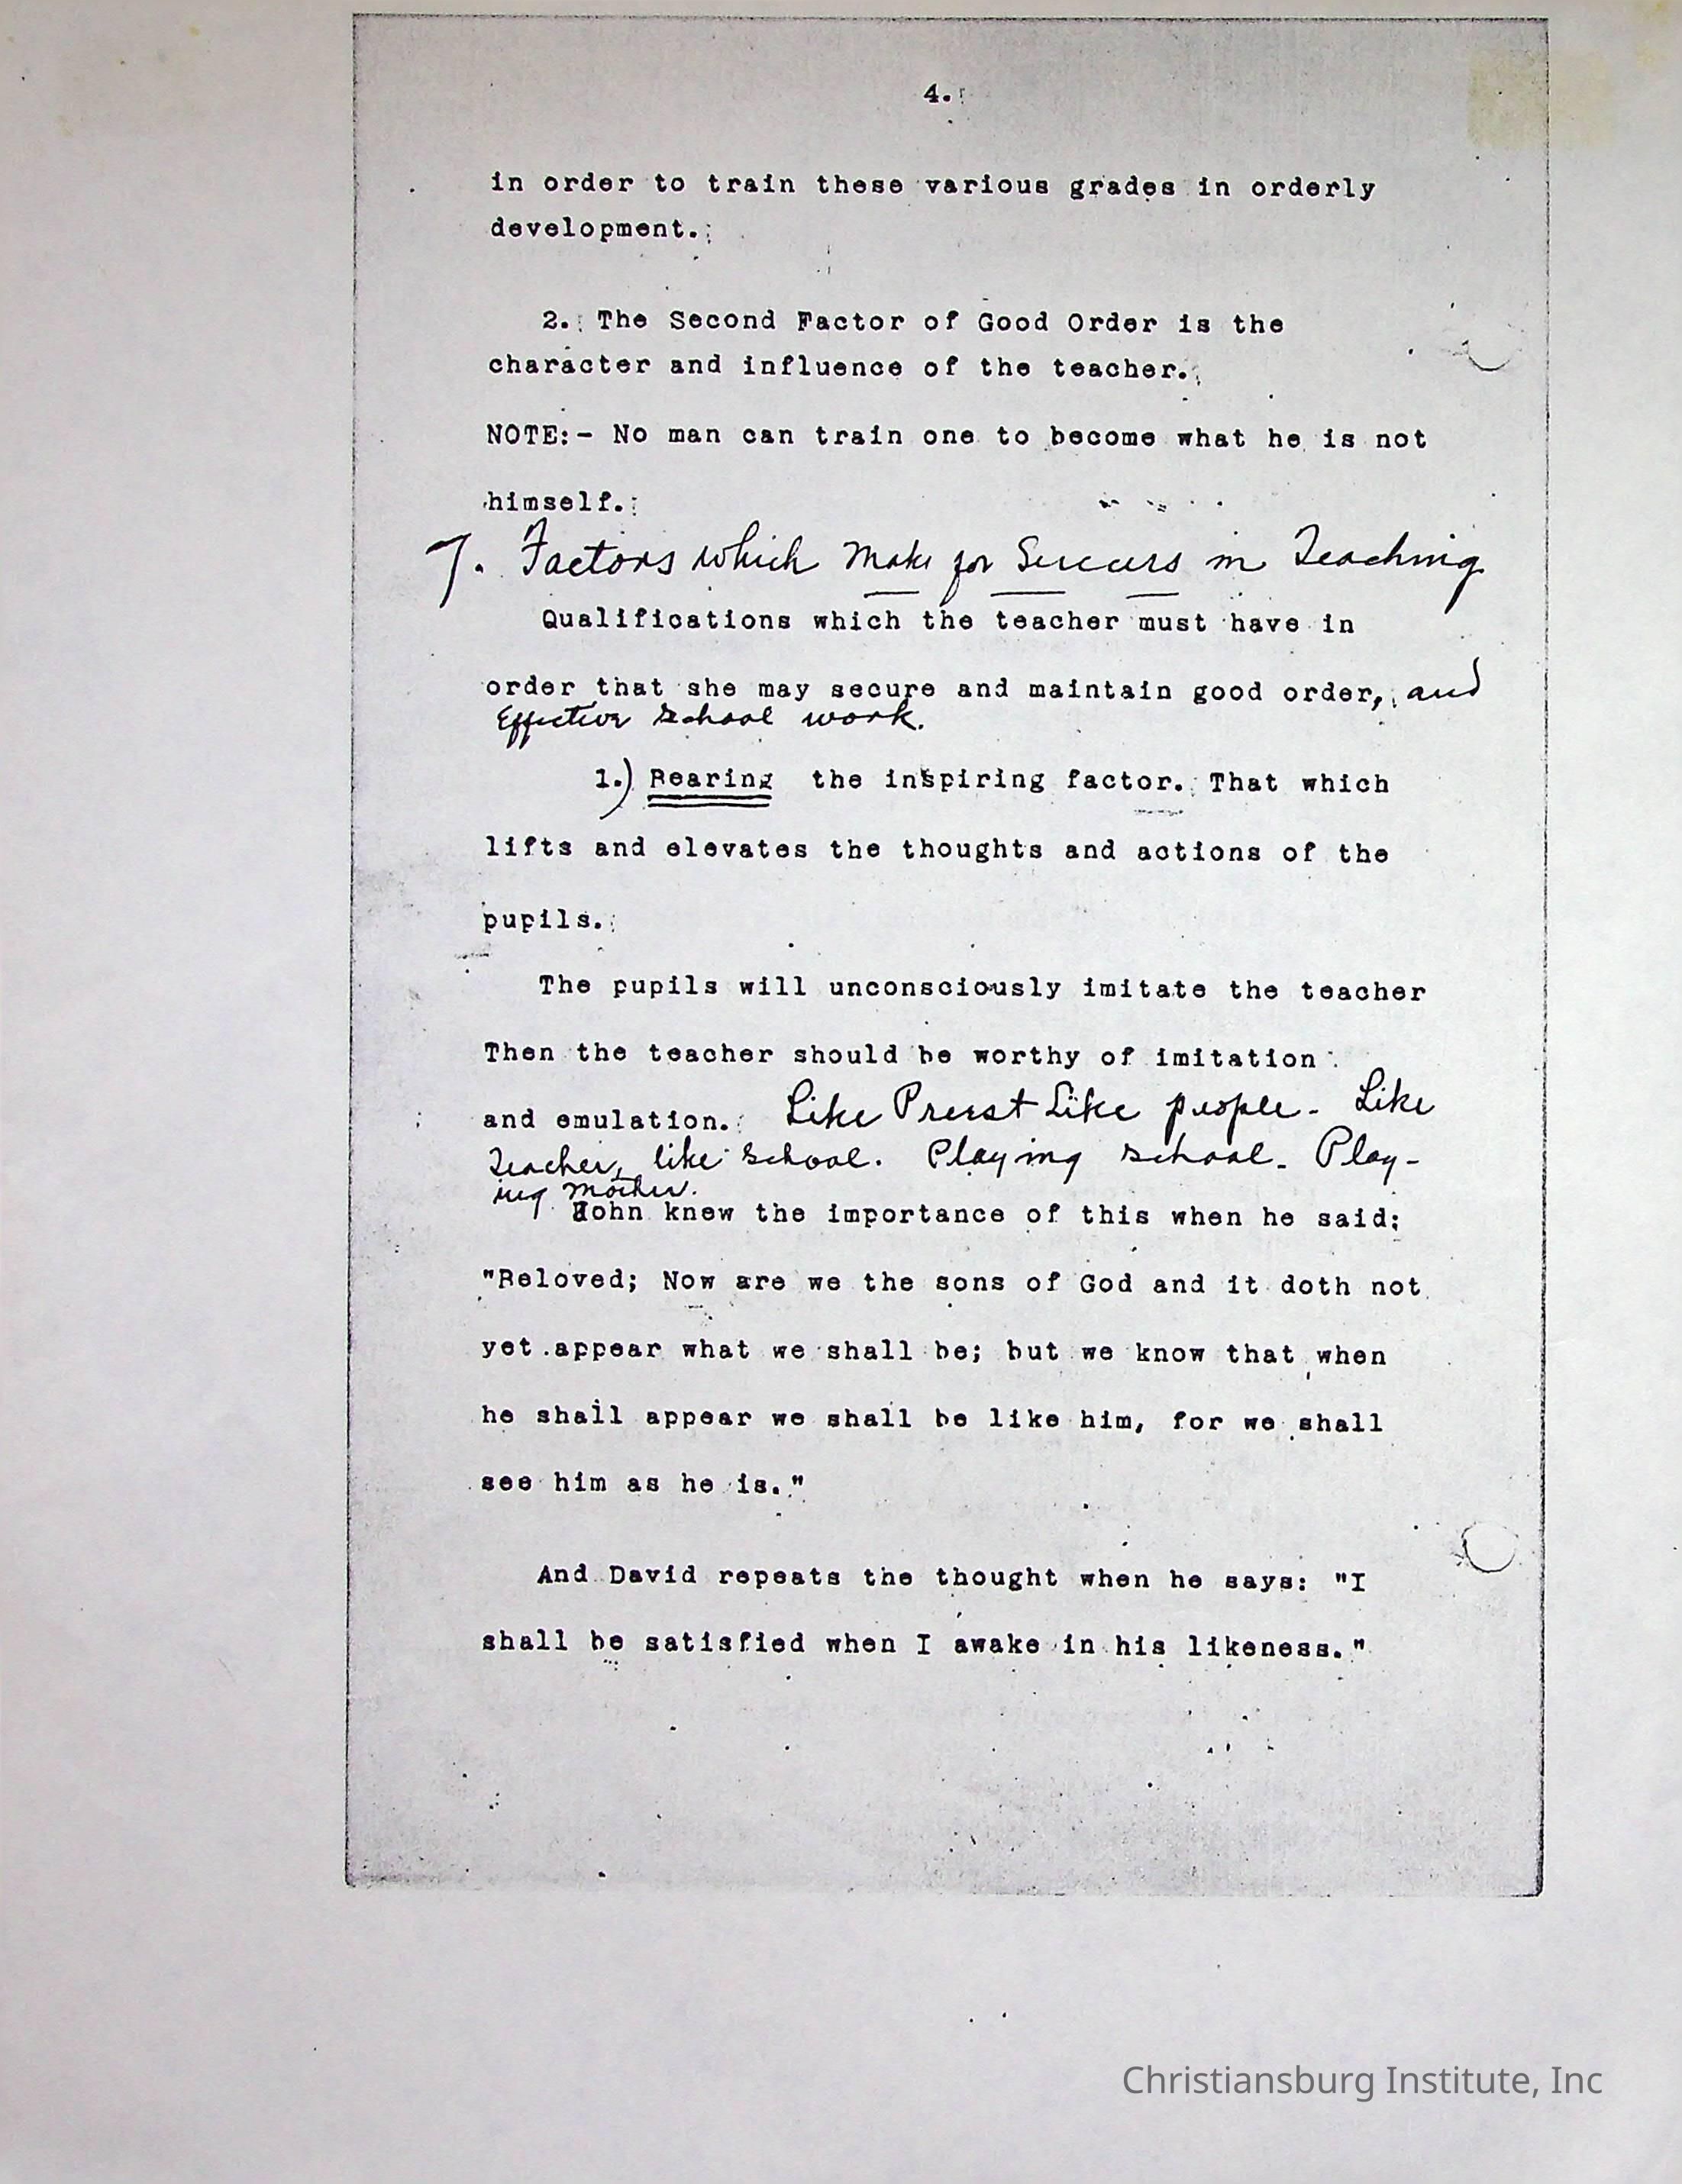 4.
in order to train these various grades in orderly
development.
2. The Second Factor of Good Order is the
character and influence of the teacher.
NOTE:- No man can train one to become what he is not
himself.
7. Factors which make for Success in Teaching
Qualifications which the teacher must have in
order that she may secure and maintain good order, and
Effective school work.
1.) Bearing the inspiring factor. That which
lifts and elevates the thoughts and actions of the
pupils.
The pupils will unconsciously imitate the teacher
Then the teacher should be worthy of imitation
and emulation. Like Preist Like people. Like
Teacher, like school. Playing school. Play-
ing mother.
John knew the importance of this when he said:
"Beloved; Now are we the sons of God and it doth not
yet appear what we shall be; but we know that when
he shall appear we shall be like him, for we shall
see him as he is."
And David repeats the thought when he says: "I
shall be satisfied when I awake in his likeness."
Christiansburg Institute, Inc